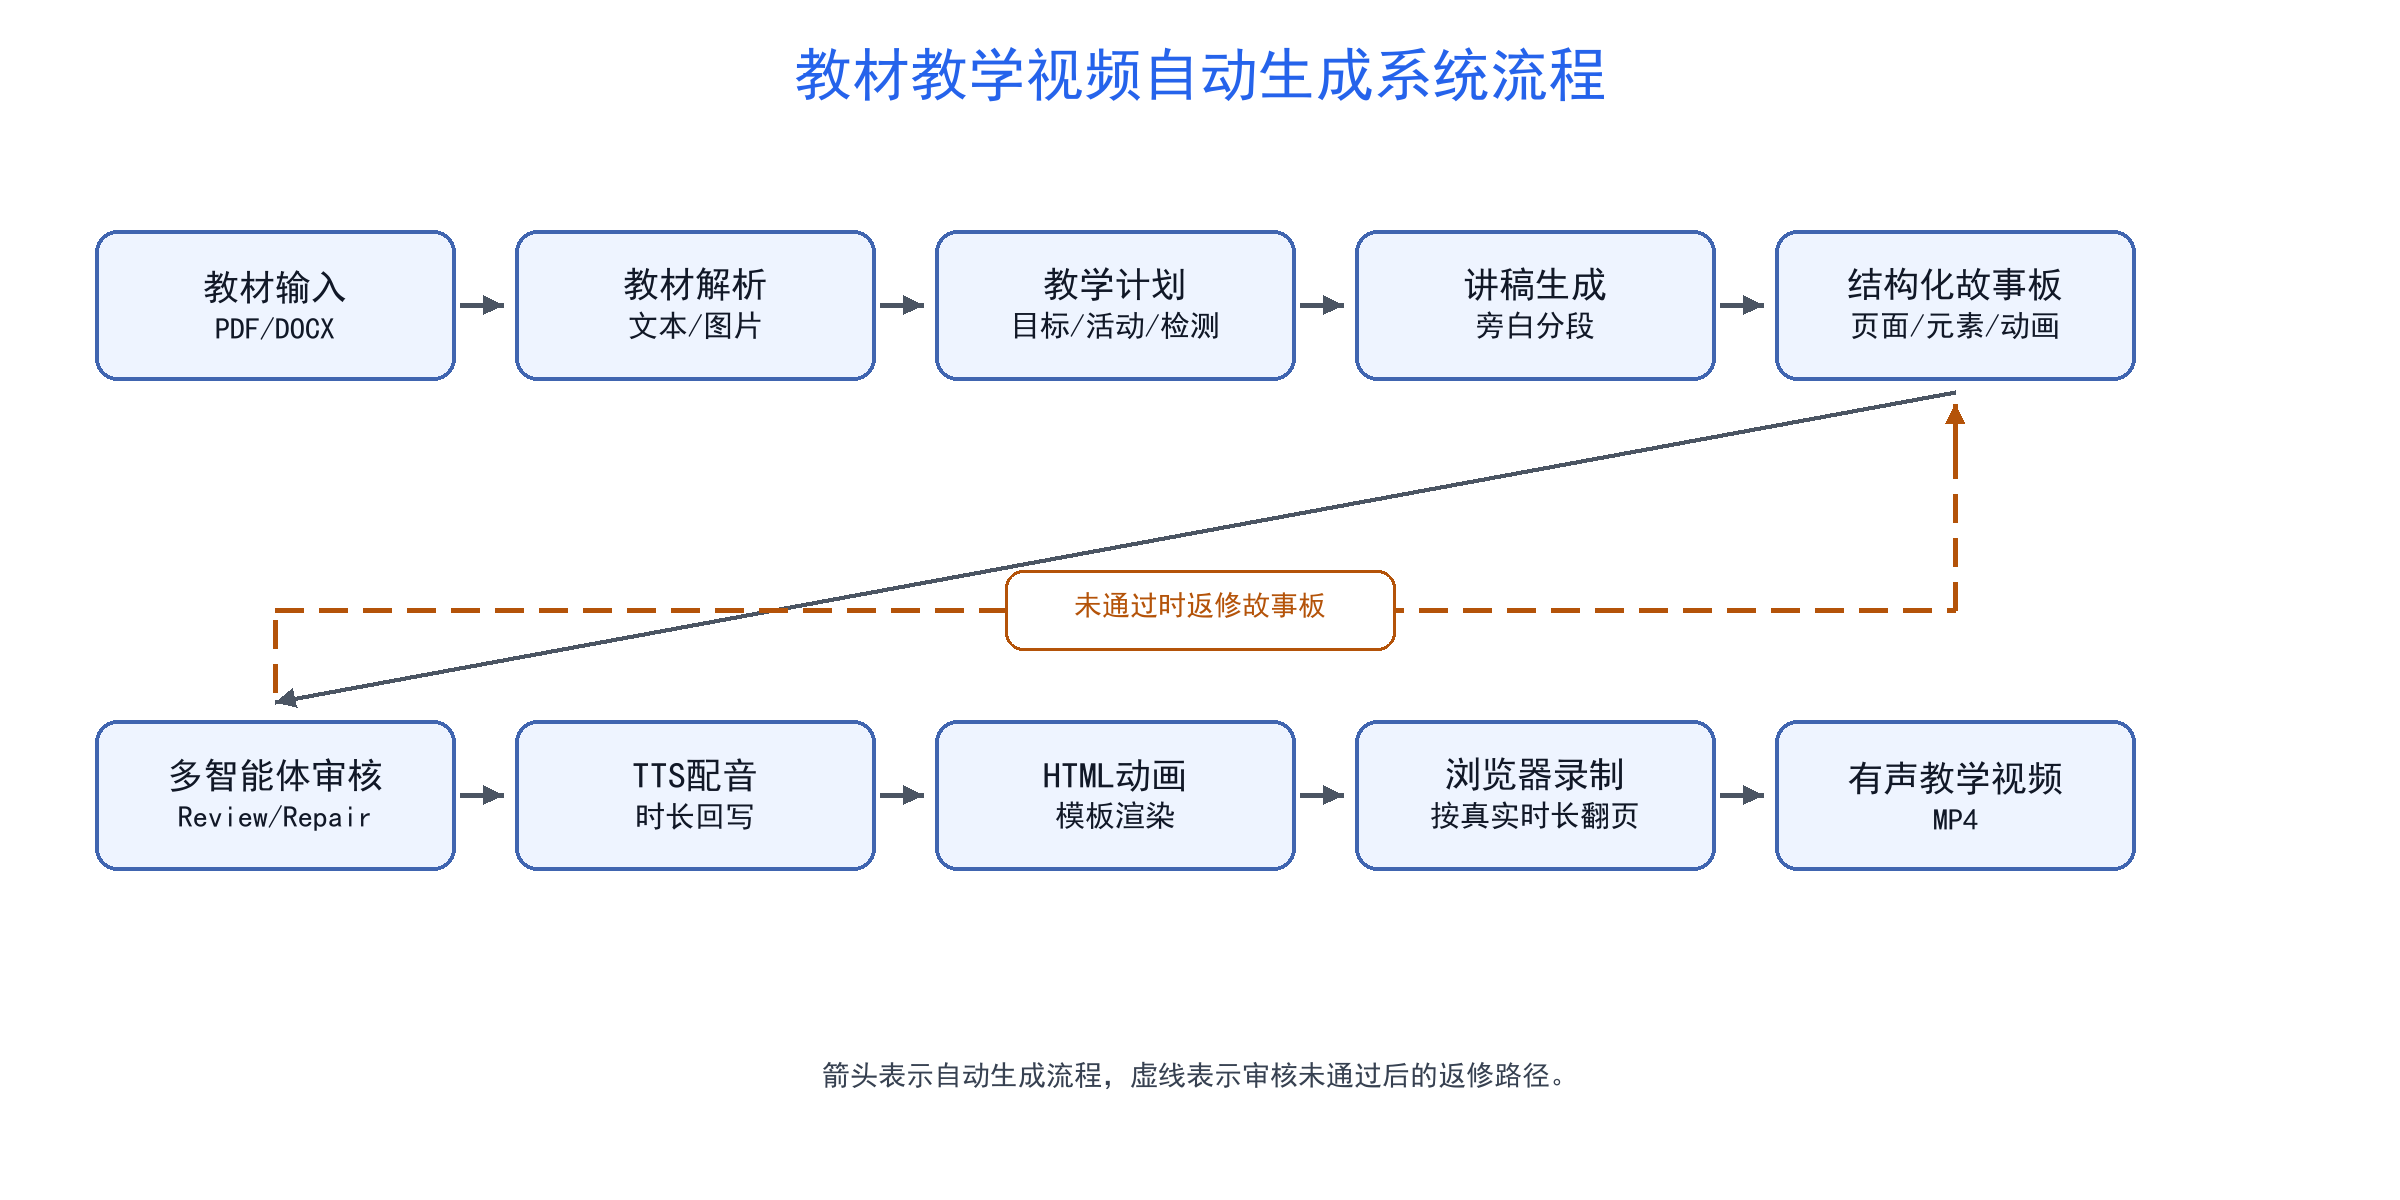 教材教学视频自动生成系统流程
教材输入
PDF/DOCX
教材解析
文本/图片
教学计划
目标/活动/检测
讲稿生成
旁白分段
结构化故事板
页面/元素/动画
未通过时返修故事板
多智能体审核
Review/Repair
TTS配音
时长回写
HTML动画
模板渲染
浏览器录制
按真实时长翻页
有声教学视频
MP4
箭头表示自动生成流程，虚线表示审核未通过后的返修路径。